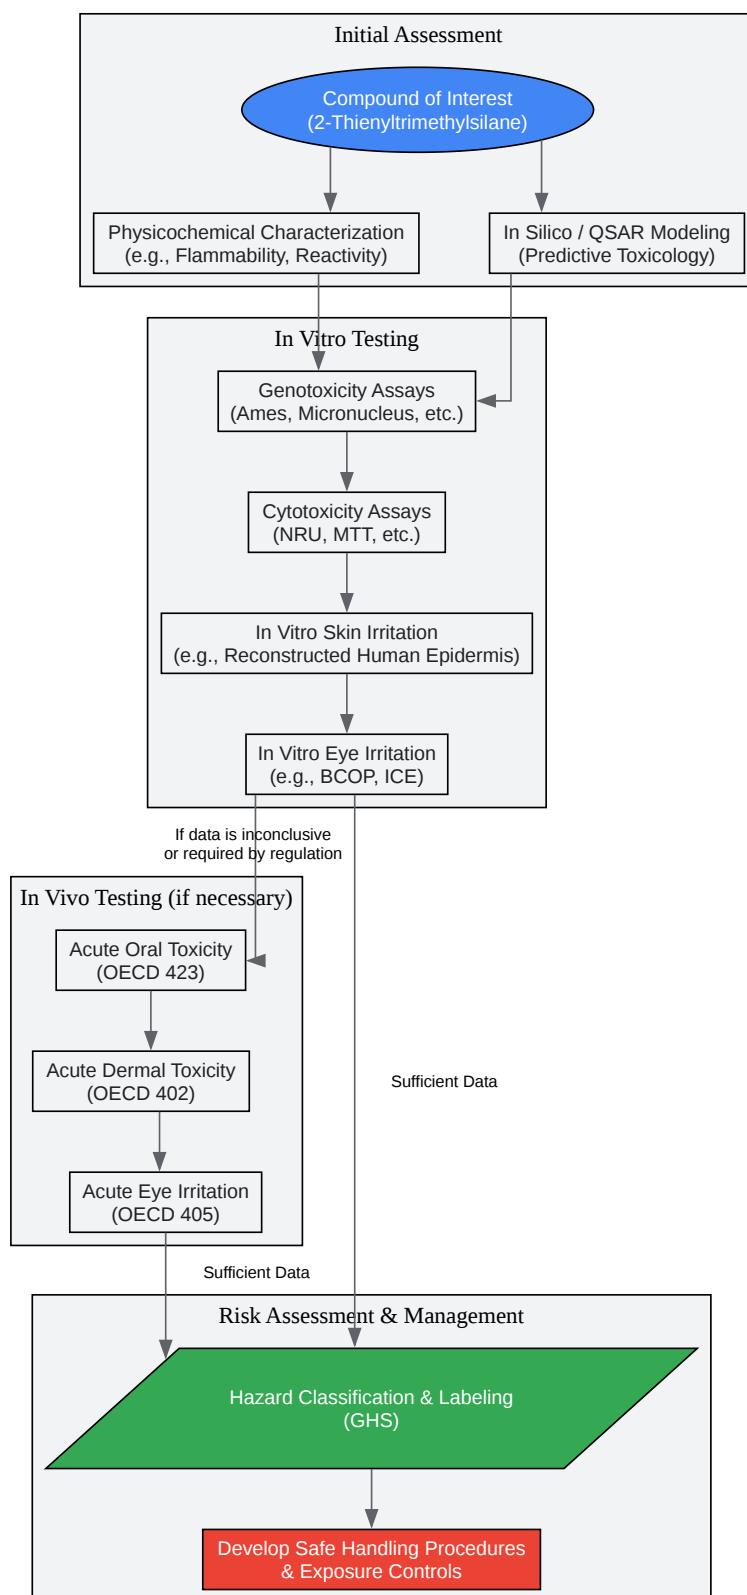 Initial Assessment
Compound of Interest
(2-Thienyltrimethylsilane)
Physicochemical Characterization
(e.g., Flammability, Reactivity)
In Silico / QSAR Modeling
(Predictive Toxicology)
In Vitro Testing
Genotoxicity Assays
(Ames, Micronucleus, etc.)
Cytotoxicity Assays
(NRU, MTT, etc.)
In Vitro Skin Irritation
(e.g., Reconstructed Human Epidermis)
In Vitro Eye Irritation
(e.g., BCOP, ICE)
If data is inconclusive
or required by regulation
In Vivo Testing (if necessary)
Acute Oral Toxicity
(OECD 423)
Acute Dermal Toxicity
(OECD 402)
Sufficient Data
Acute Eye Irritation
(OECD 405)
Sufficient Data
Risk Assessment & Management
Hazard Classification & Labeling
(GHS)
Develop Safe Handling Procedures
& Exposure Controls